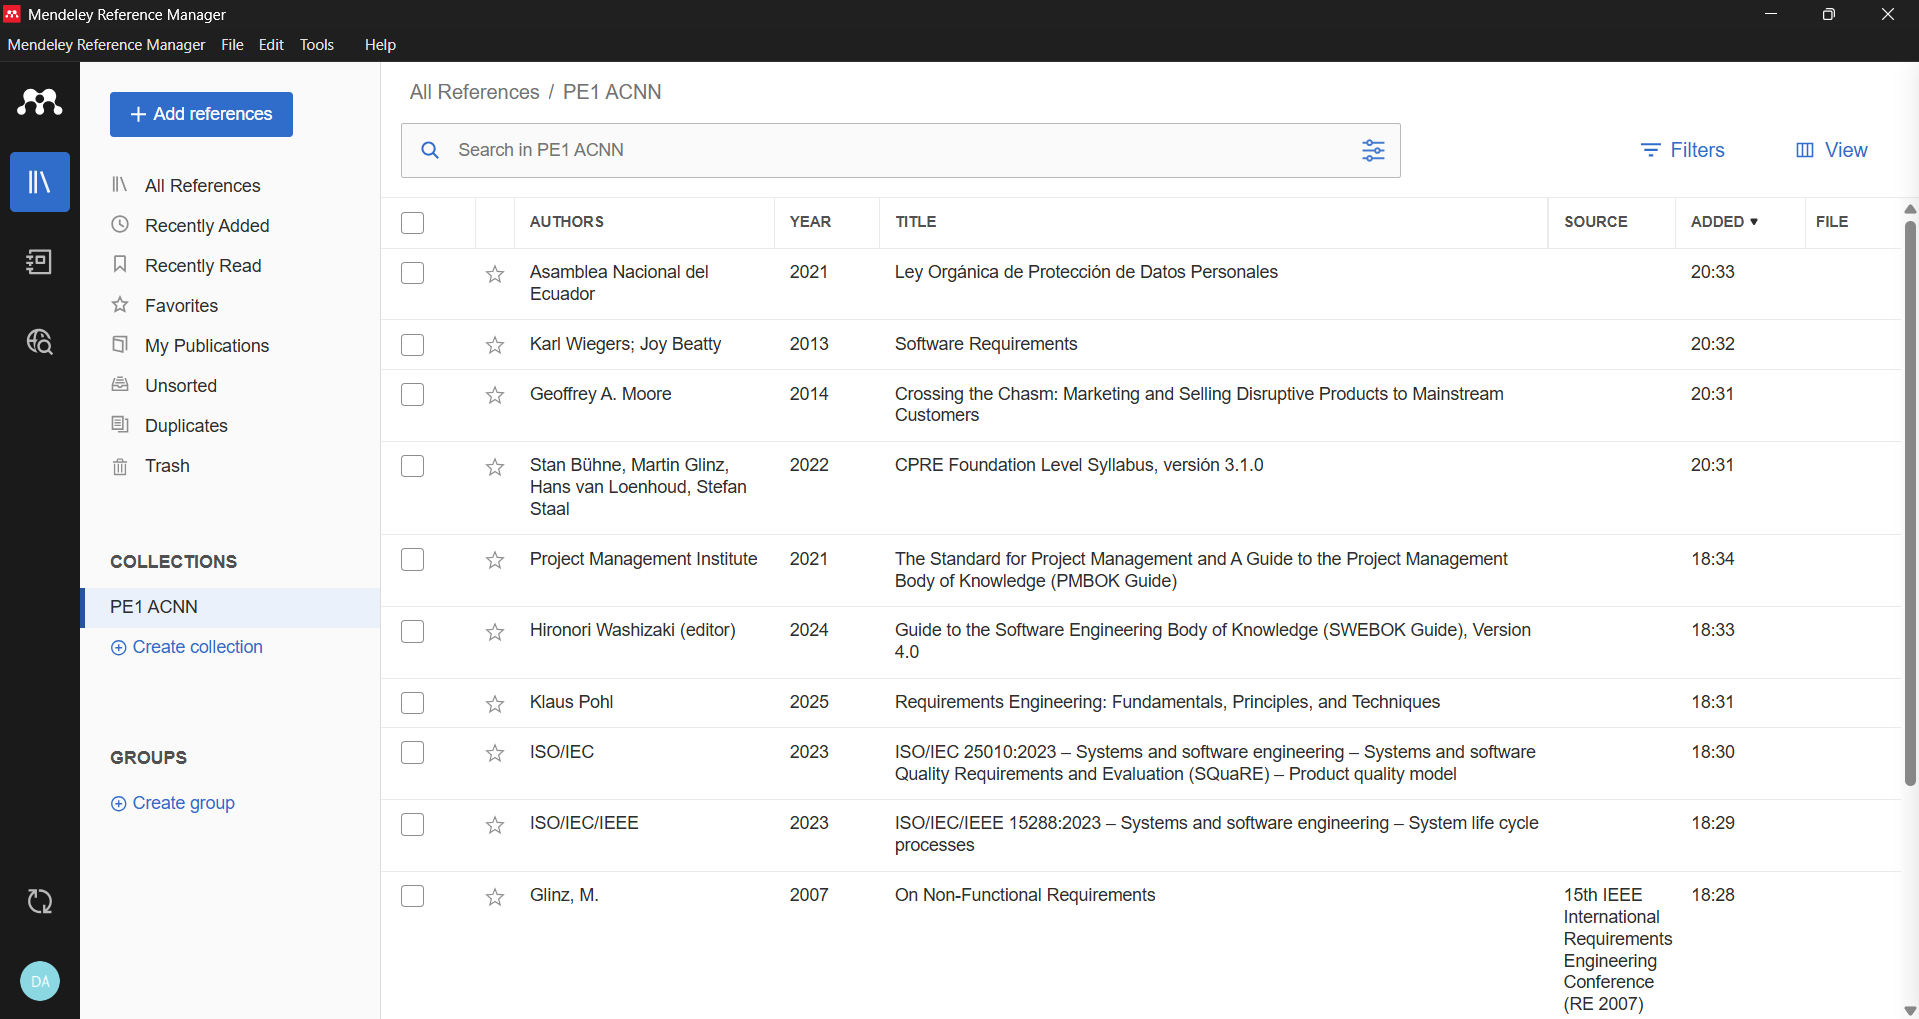 Mendeley Reference Manager
Mendeley Reference Manager File Edit Tools Help
+ Add references
All References
Recently Added
Recently Read
Favorites
My Publications
Unsorted
Duplicates
Trash
COLLECTIONS
PE1 ACNN
Create collection
GROUPS
Create group
DA
All References / PE1 ACNN
Search in PE1 ACNN
Filters
View
AUTHORS YEAR TITLE SOURCE ADDED FILE
Asamblea Nacional del 2021 Ley Orgánica de Protección de Datos Personales 20:33
Ecuador
Karl Wiegers; Joy Beatty 2013 Software Requirements 20:32
Geoffrey A. Moore 2014 Crossing the Chasm: Marketing and Selling Disruptive Products to Mainstream 20:31
Customers
Stan Bühne, Martin Glinz, 2022 CPRE Foundation Level Syllabus, versión 3.1.0 20:31
Hans van Loenhoud, Stefan
Staal
Project Management Institute 2021 The Standard for Project Management and A Guide to the Project Management 18:34
Body of Knowledge (PMBOK Guide)
Hironori Washizaki (editor) 2024 Guide to the Software Engineering Body of Knowledge (SWEBOK Guide), Version 18:33
4.0
Klaus Pohl 2025 Requirements Engineering: Fundamentals, Principles, and Techniques 18:31
ISO/IEC 2023 ISO/IEC 25010:2023 – Systems and software engineering – Systems and software 18:30
Quality Requirements and Evaluation (SQuaRE) – Product quality model
ISO/IEC/IEEE 2023 ISO/IEC/IEEE 15288:2023 – Systems and software engineering – System life cycle 18:29
processes
Glinz, M. 2007 On Non-Functional Requirements 15th IEEE 18:28
International
Requirements
Engineering
Conference
(RE 2007)